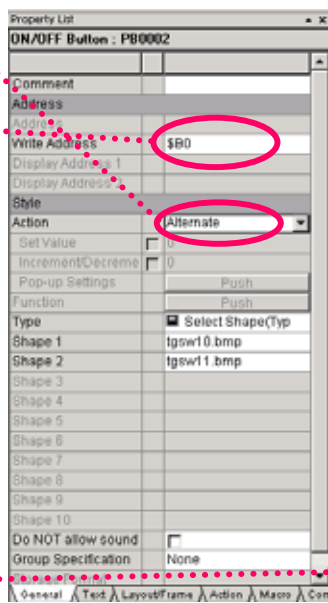 Property List
ON/OFF Button : PB0002
Comment
Address
Address
Write Address $B0
Display Address 1
Display Address
Style
Action Alternate
Set Value 0
Increment/Decreme 0
Pop-up Settings Push
Function Push
Type Select Shape(Typ
Shape 1 tgsw10.bmp
Shape 2 tgsw11.bmp
Shape 3
Shape 4
Shape 5
Shape 6
Shape 7
Shape 8
Shape 9
Shape 10
Do NOT allow sound
Group Specification None
Format
General Text Layout/Frame Action Macro Con